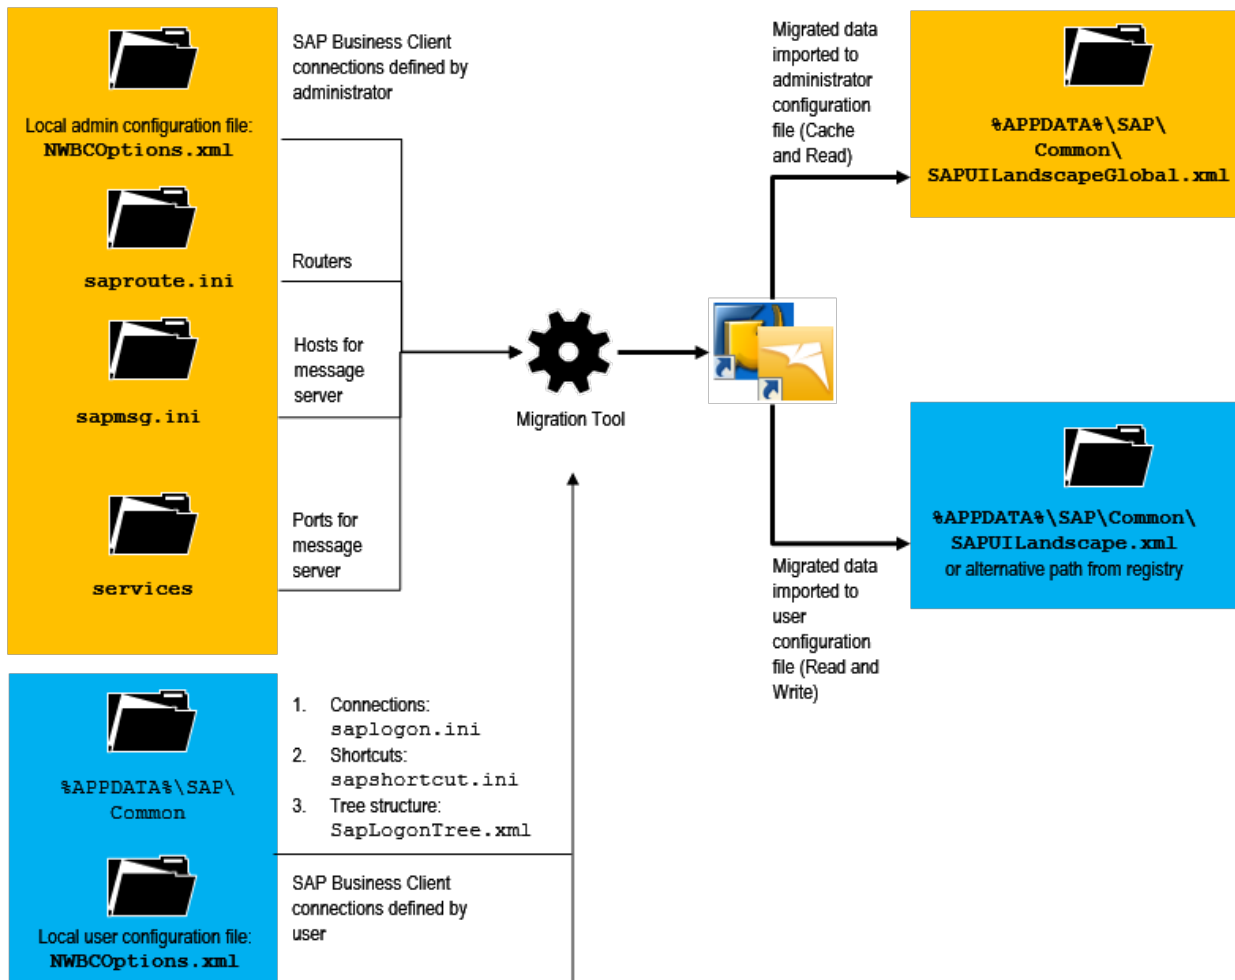 SAP Business Client
connections defined by
administrator
Local admin configuration file:
NWBCOptions.xml
Routers
saproute.ini
Hosts for
message
server
sapmsg.ini
Ports for
message
server
services
Migration Tool
Migrated data
imported to
administrator
configuration
file (Cache
and Read)
%APPDATA%\SAP\
Common\
SAPUILandscapeGlobal.xml
%APPDATA%\SAP\Common\
SAPUILandscape.xml
or alternative path from registry
Migrated data
imported to
user
configuration
file (Read and
Write)
%APPDATA%\SAP\
Common
1. Connections:
saplogon.ini
2. Shortcuts:
sapshortcut.ini
3. Tree structure:
SapLogonTree.xml
SAP Business Client
connections defined by
user
Local user configuration file:
NWBCOptions.xml